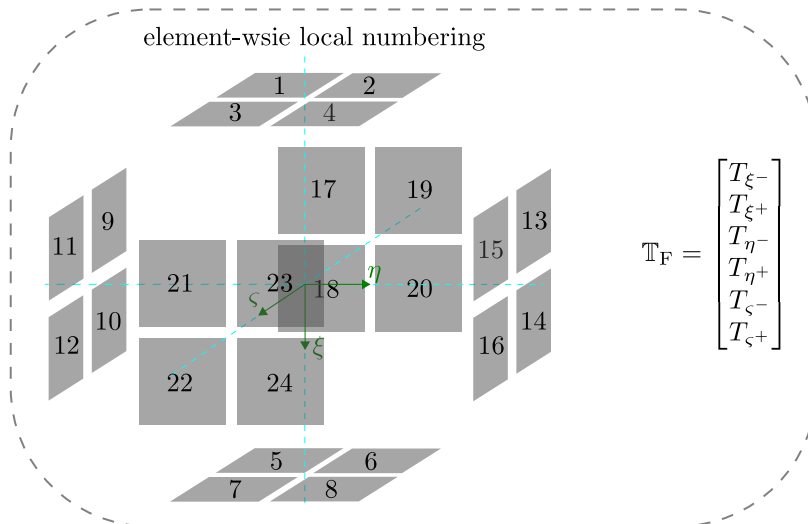 element-wsie local numbering
1 2
3 4
17 19
9 13
11 15
21 23 18 20
η
ς
10 14
12 16
ξ
22 24
5 6
7 8
𝕋_F = [T_{ξ^-} T_{ξ^+} T_{η^-} T_{η^+} T_{ς^-} T_{ς^+}]